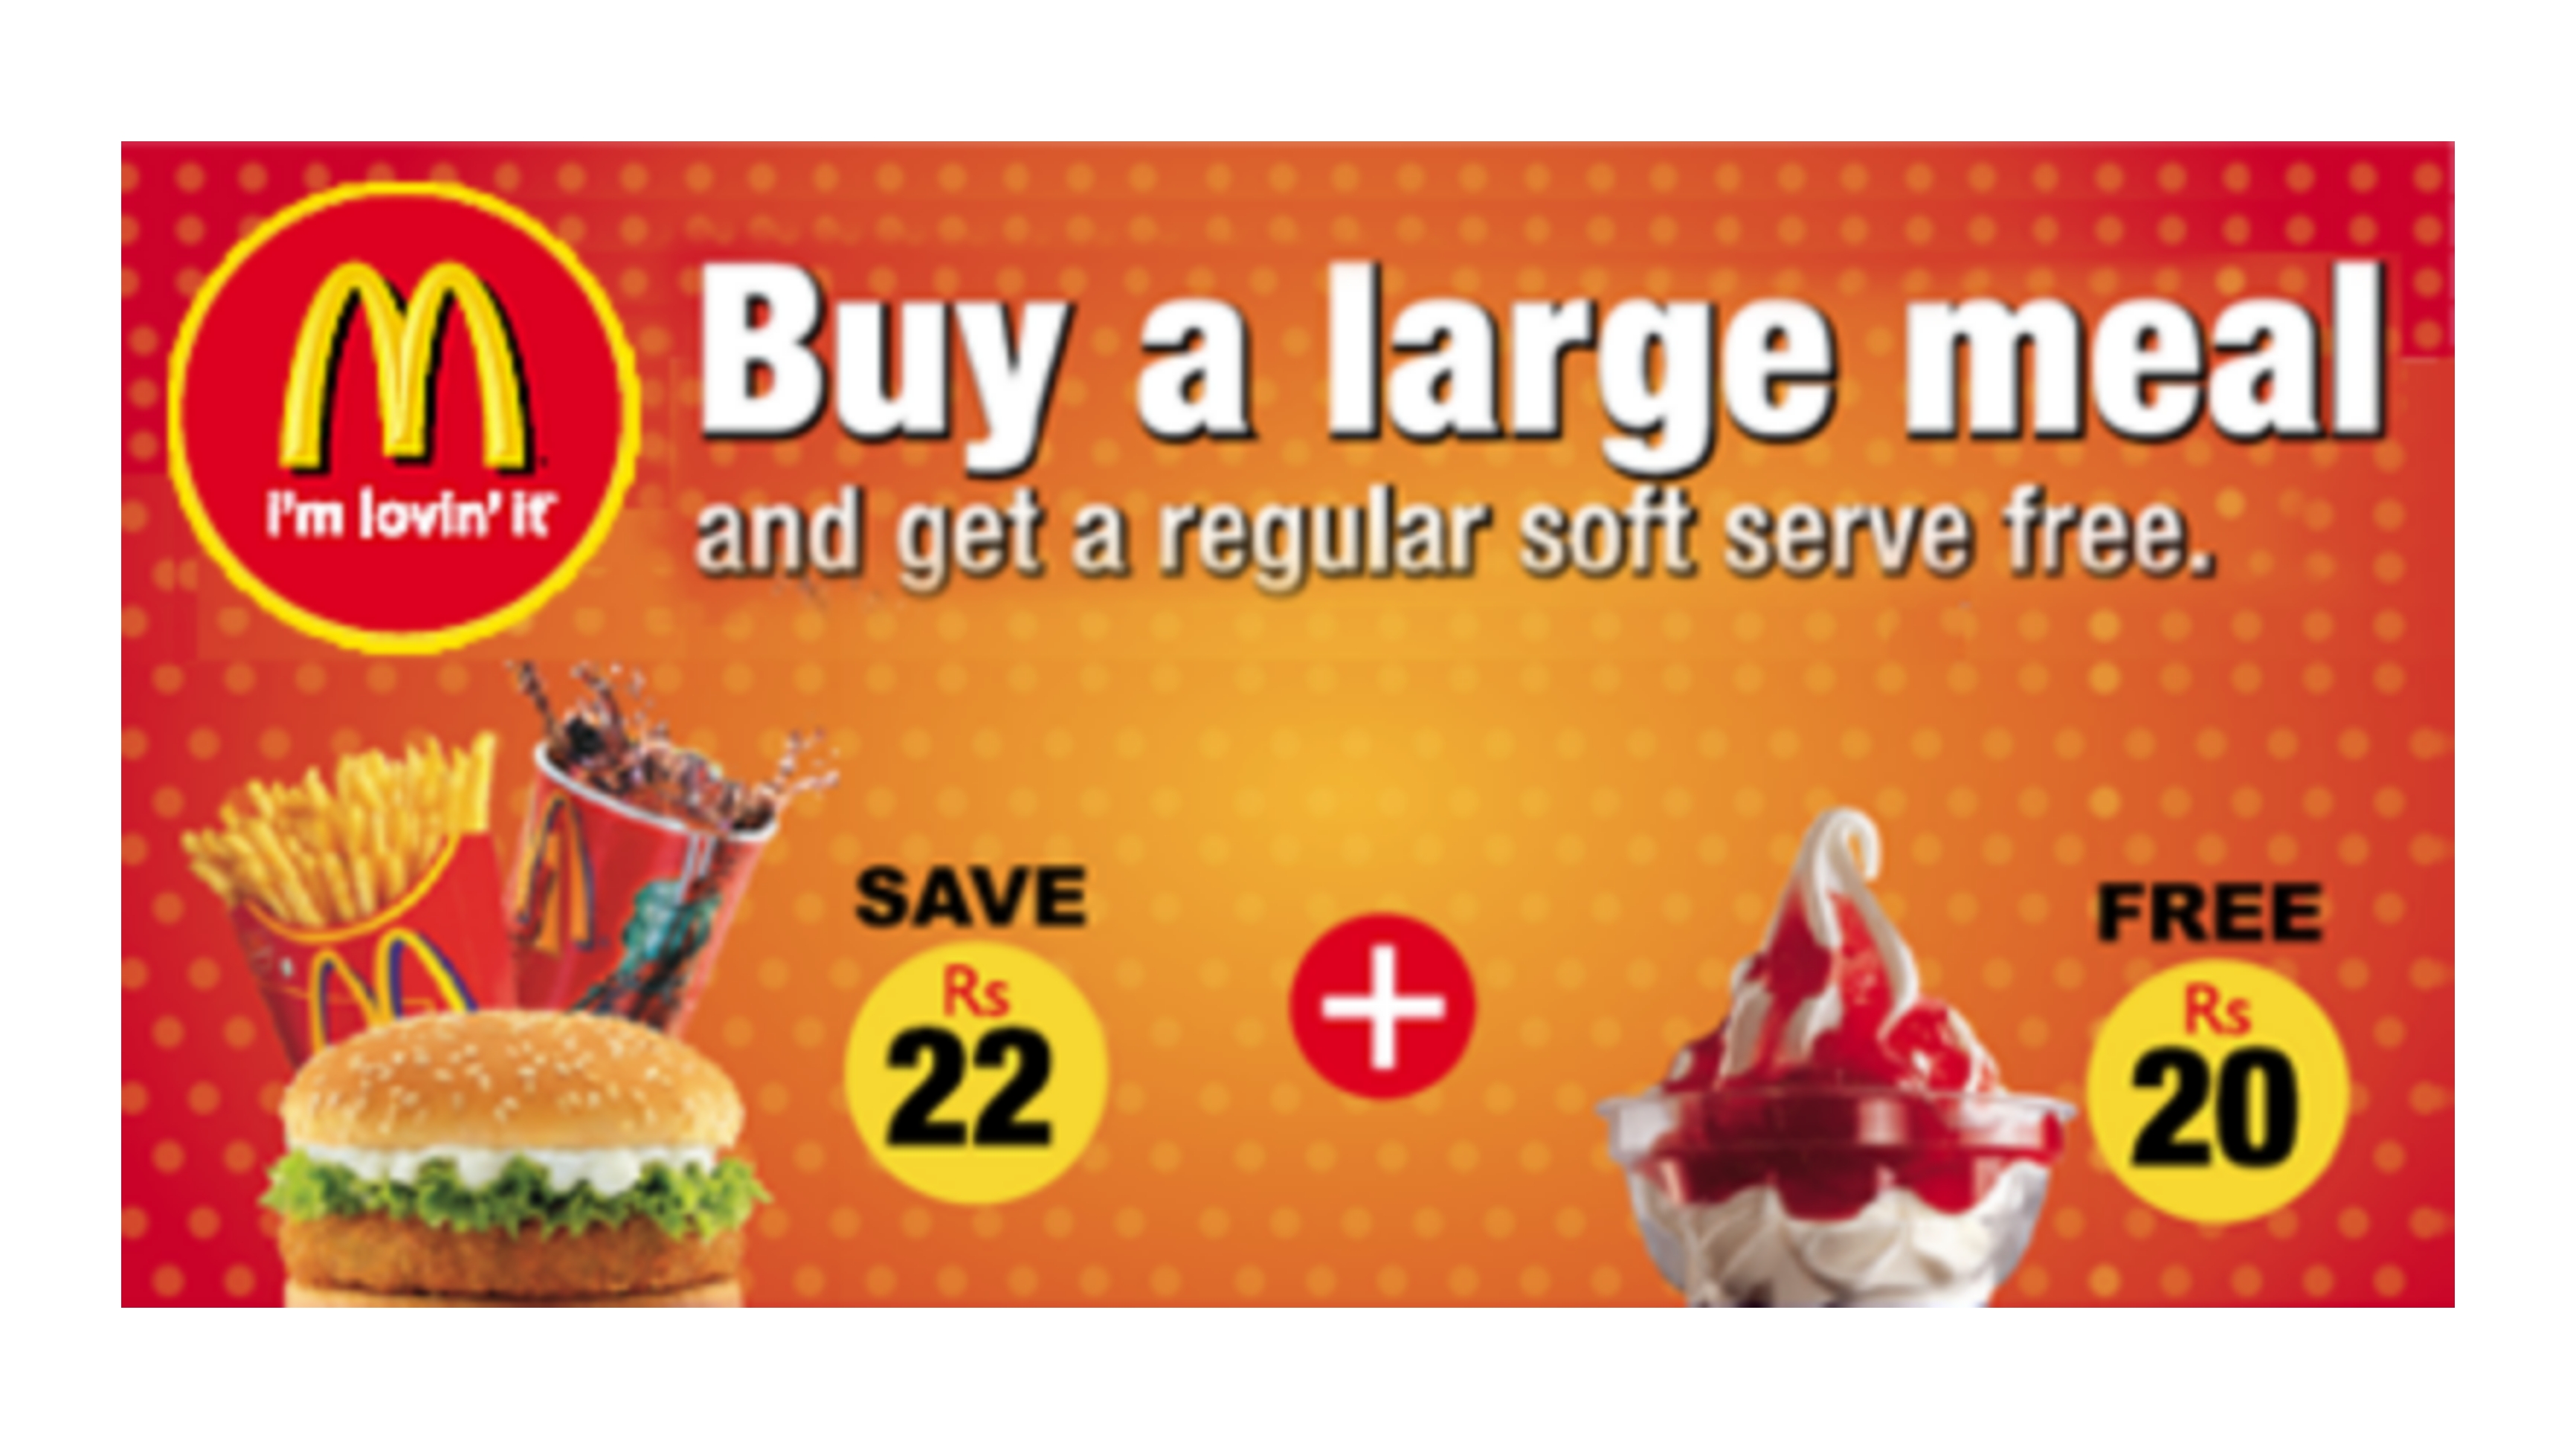 i'm lovin' it
Buy a large meal
and get a regular soft serve free.
SAVE
Rs
22
+
FREE
Rs
20